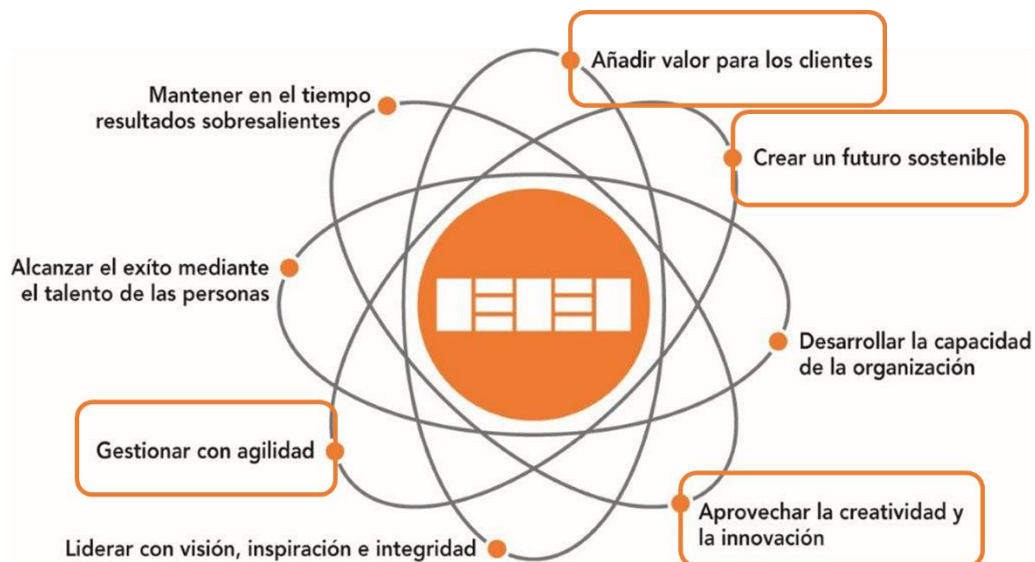 Añadir valor para los clientes
Mantener en el tiempo
resultados sobresalientes
Crear un futuro sostenible
Alcanzar el exíto mediante
el talento de las personas
Desarrollar la capacidad
de la organización
Gestionar con agilidad
Aprovechar la creatividad y
la innovación
Liderar con visión, inspiración e integridad